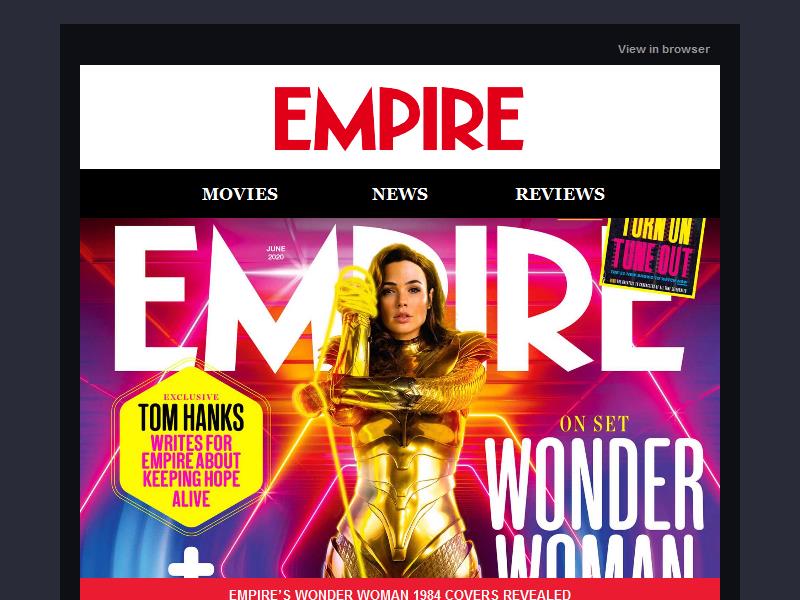 View in browser
EMPIRE
MOVIES NEWS REVIEWS
EMPIRE
JUNE
2020
TURN ON
TUNE OUT
EXCLUSIVE
TOM HANKS
WRITES FOR
EMPIRE ABOUT
KEEPING HOPE
ALIVE
+
ON SET
WONDER
WOMAN
EMPIRE'S WONDER WOMAN 1984 COVERS REVEALED